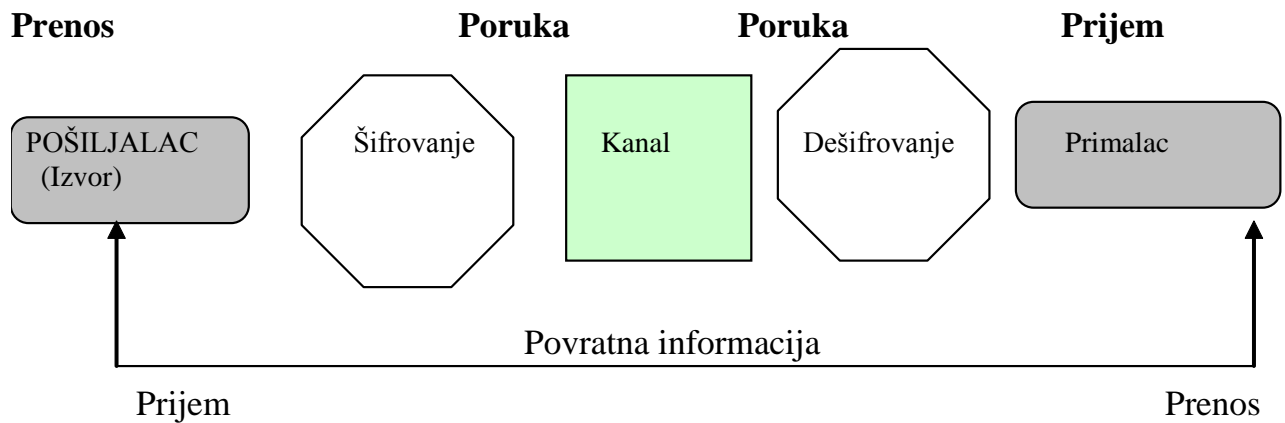 Prenos Poruka Poruka Prijem
POŠILJALAC
(Izvor)
Šifrovanje
Kanal
Dešifrovanje
Primalac
Povratna informacija
Prijem Prenos